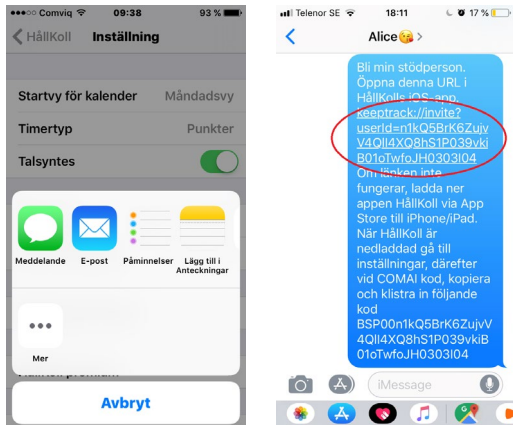 Comviq 09:38 93 %
HållKoll Inställning
Startvy för kalender Månadsvy
Timertyp Punkter
Talsyntes
Meddelande E-post Påminnelser Lägg till i
Anteckningar
Mer
Avbryt
Telenor SE 18:11 17 %
Alice >
Bli min stödperson.
Öppna denna URL i
HållKolls iOS-app.
keeptrack://invite?
userId=n1kQ5BrK6Zujv
V4QlI4XQ8hS1P039vki
B01oTwfoJH0303I04
Om länken inte
fungerar, ladda ner
appen HållKoll via App
Store till iPhone/iPad.
När HållKoll är
nedladdad gå till
inställningar, därefter
vid COMAI kod, kopiera
och klistra in följande
kod
BSP00n1kQ5BrK6ZujvV
4QlI4XQ8hS1P039vkiB
01oTwfoJH0303I04
iMessage